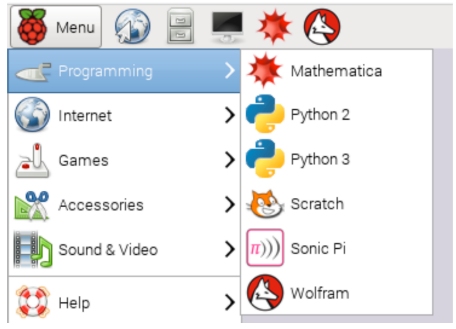 Menu
Programming
Mathematica
Internet
Python 2
Games
Python 3
Accessories
Scratch
Sound & Video
π)))
Sonic Pi
Help
Wolfram